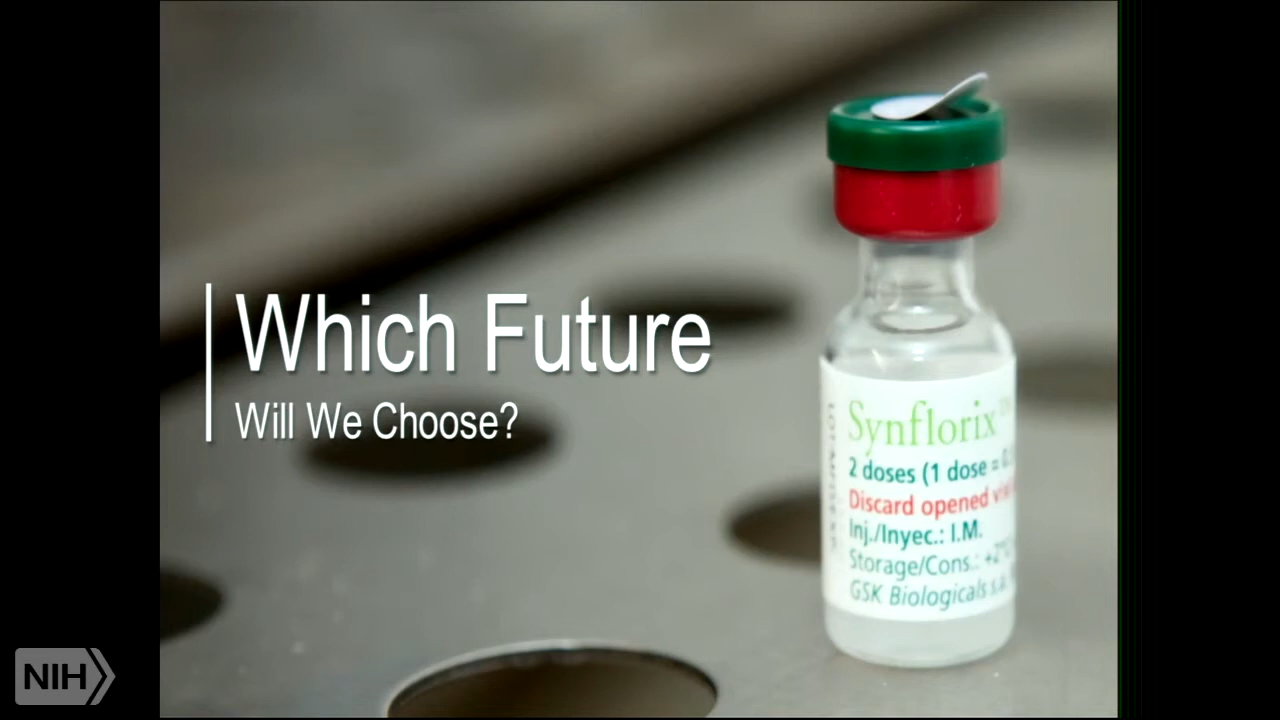 Which Future
Will We Choose?
Synflorix
2 doses (1 dose =
Discard opened
Inj./Inyec.: I.M.
Storage/Cons.:
GSK Biologicals s.a.
NIH